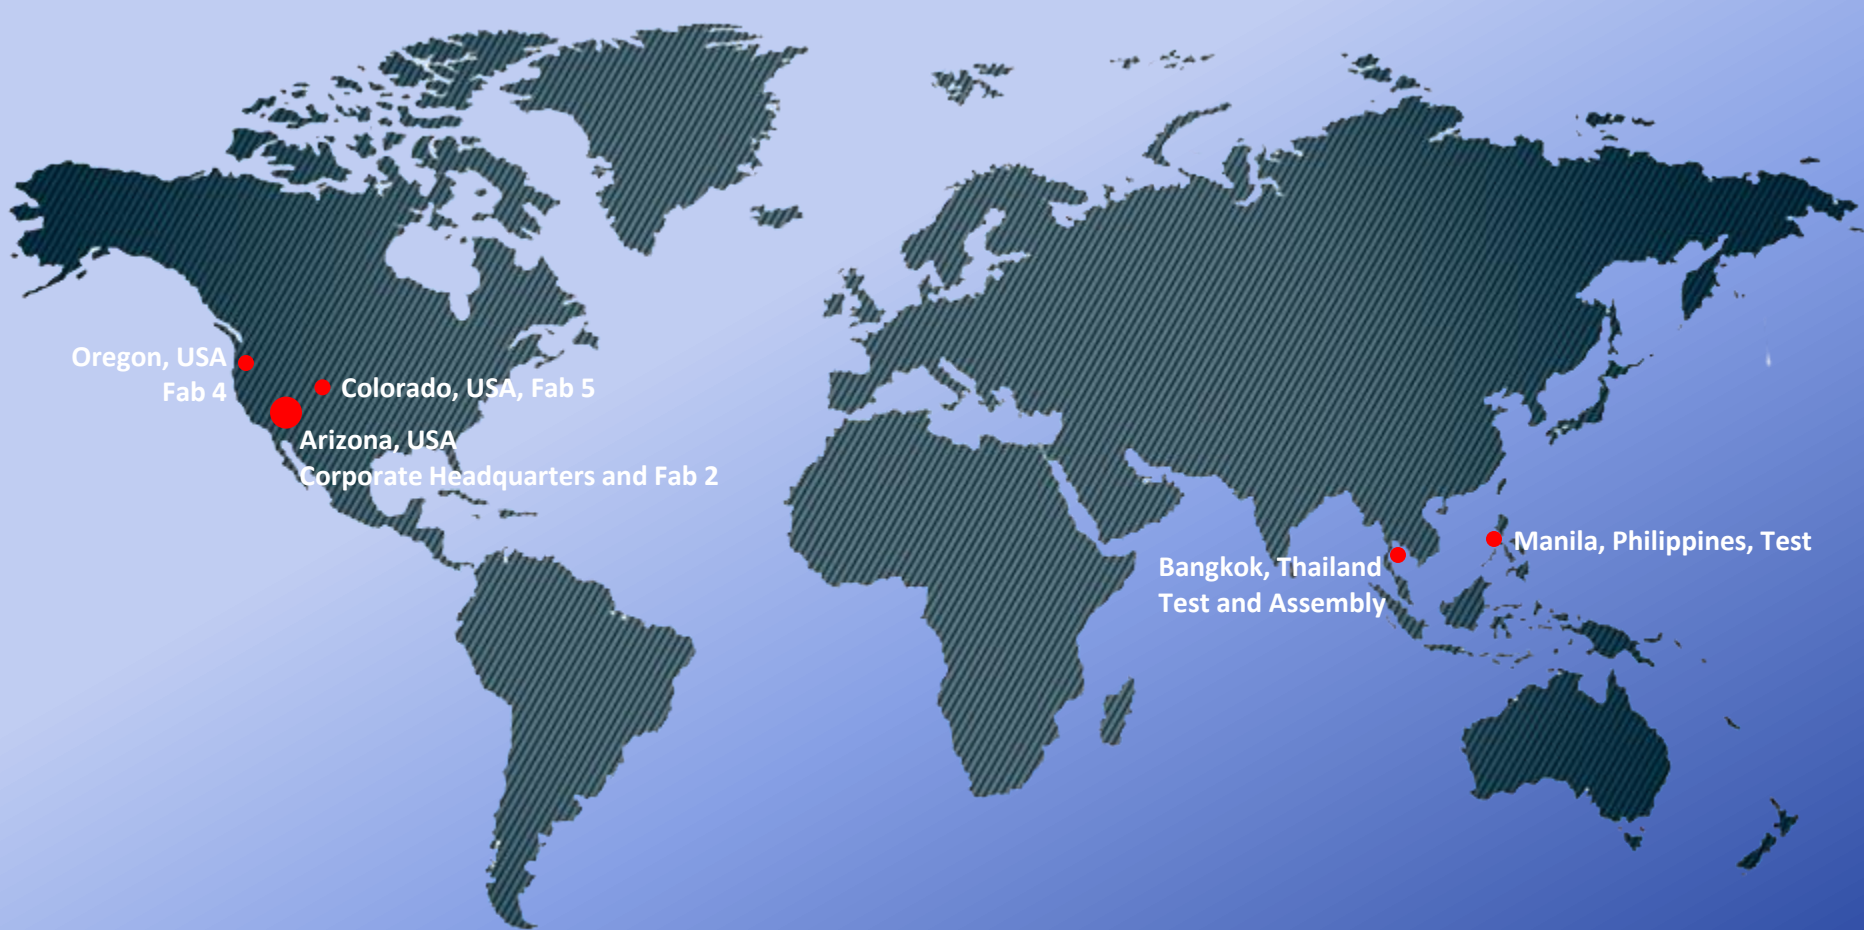 Oregon, USA
Fab 4
Colorado, USA, Fab 5
Arizona, USA
Corporate Headquarters and Fab 2
Manila, Philippines, Test
Bangkok, Thailand
Test and Assembly